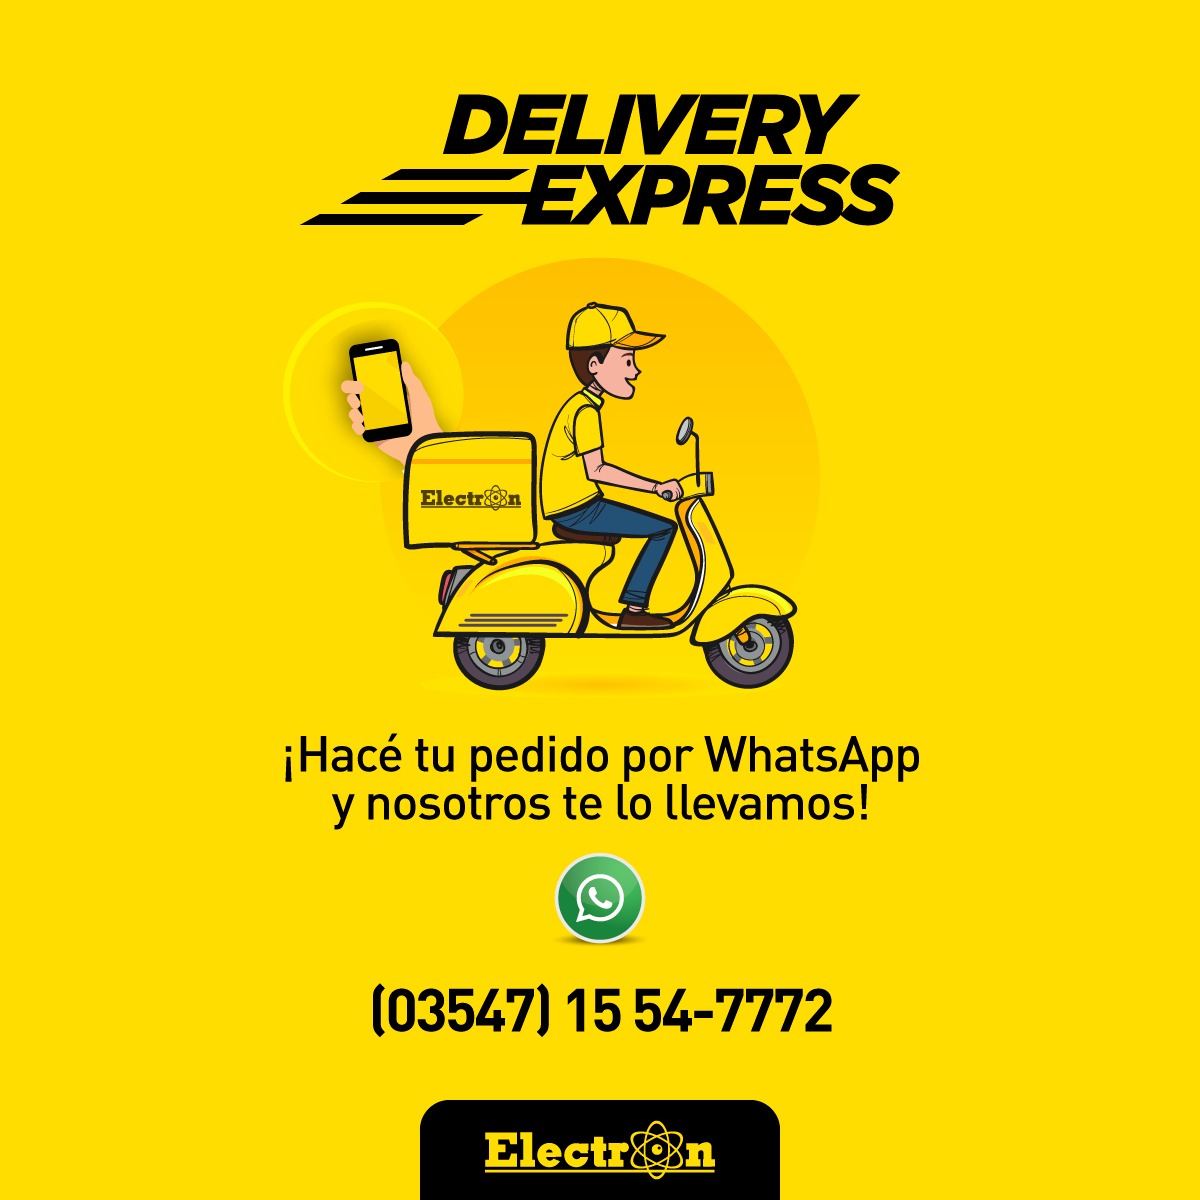 DELIVERY
EXPRESS
Electron
¡Hacé tu pedido por WhatsApp
y nosotros te lo llevamos!
(03547) 15 54-7772
Electron